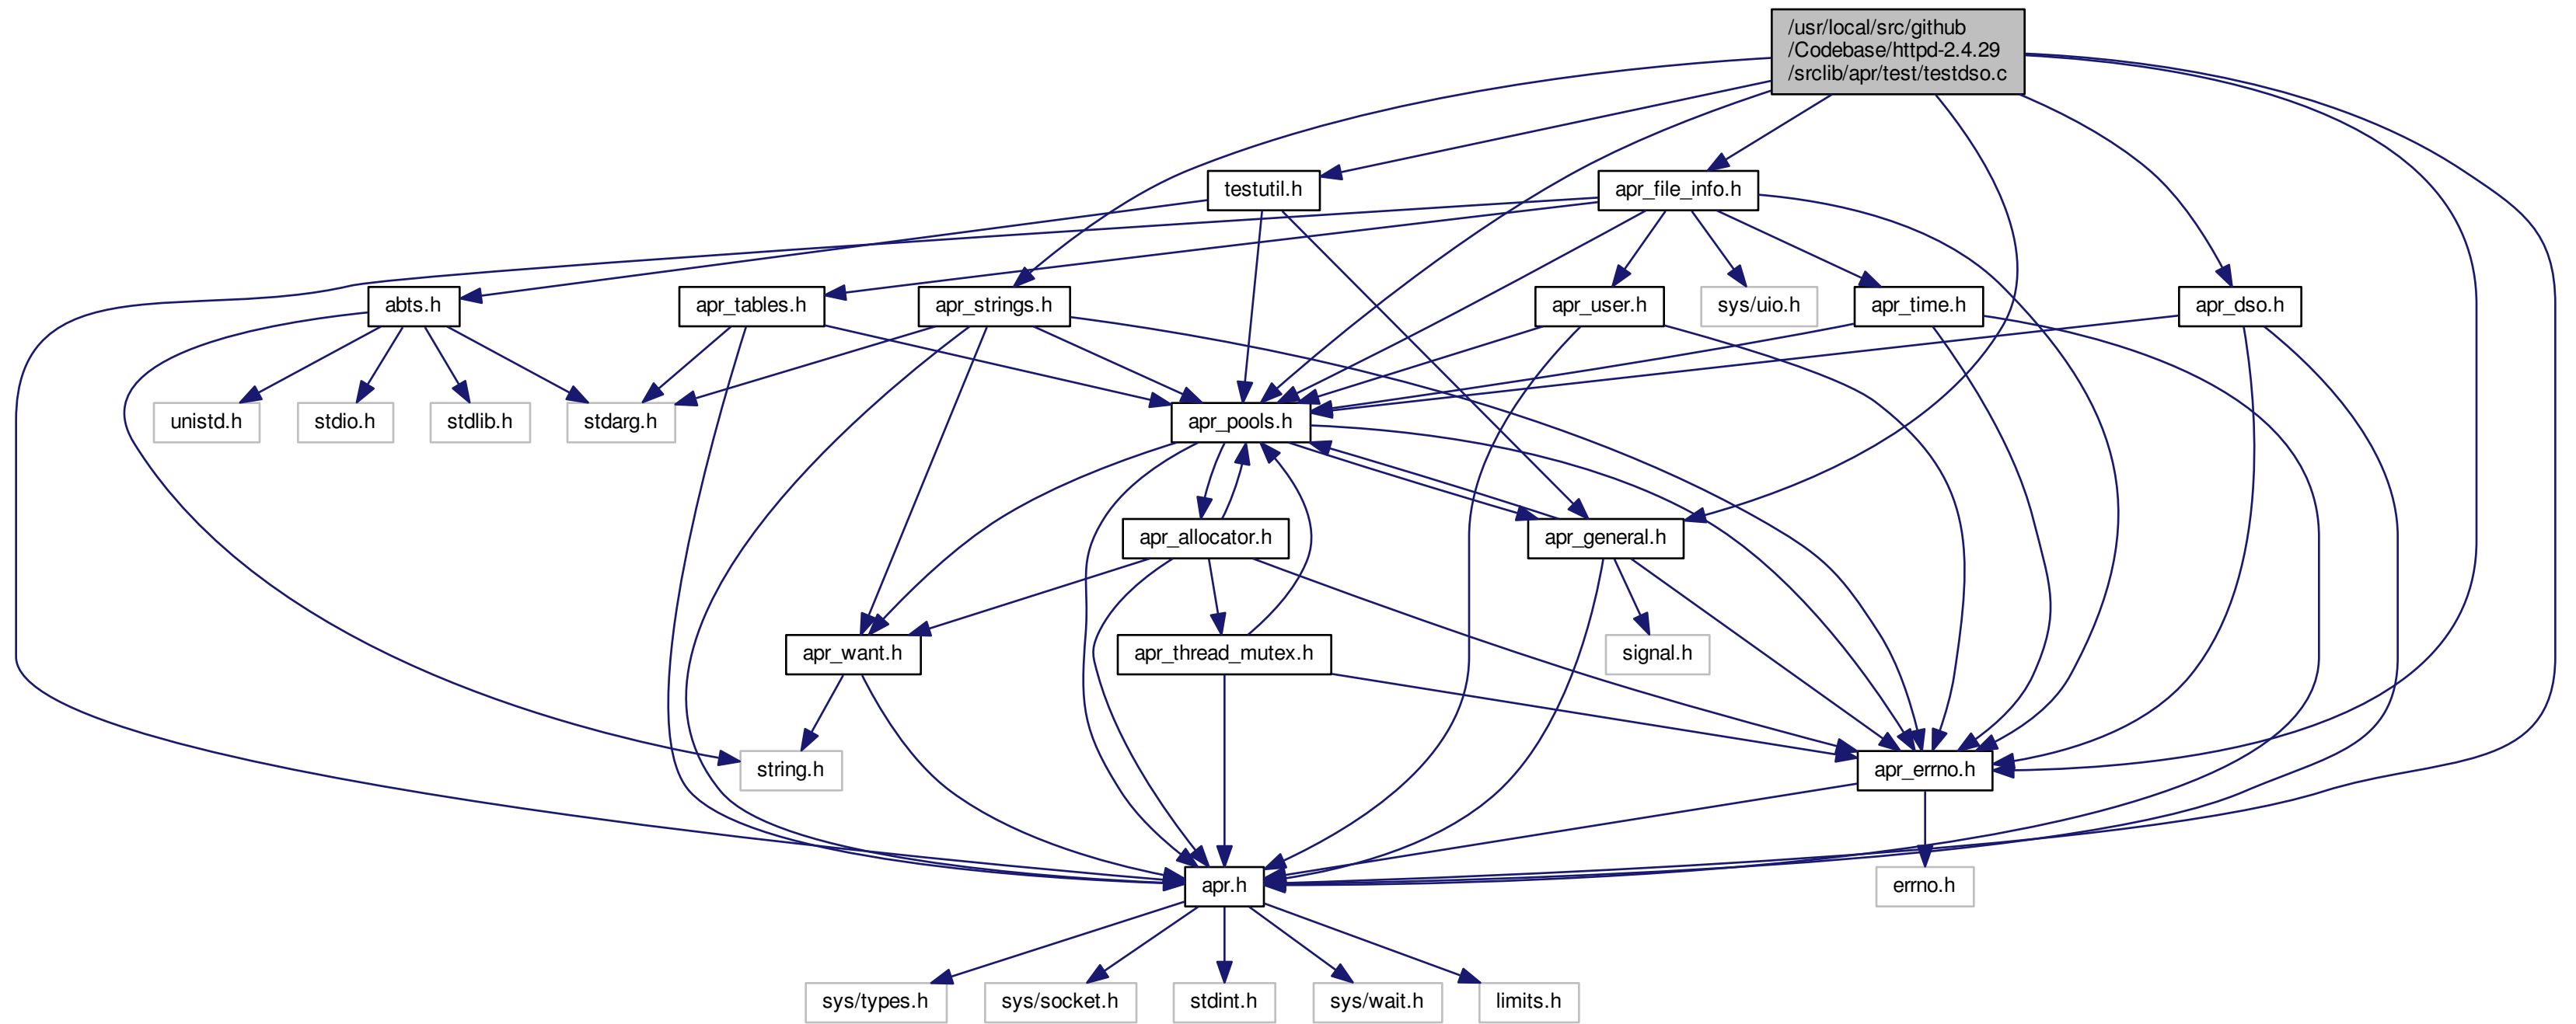 /usr/local/src/github
/Codebase/httpd-2.4.29
/srclib/apr/test/testdso.c
testutil.h
apr_file_info.h
abts.h
apr_tables.h
apr_strings.h
apr_user.h
sys/uio.h
apr_time.h
apr_dso.h
unistd.h
stdio.h
stdlib.h
stdarg.h
apr_pools.h
apr_allocator.h
apr_general.h
apr_want.h
apr_thread_mutex.h
signal.h
string.h
apr_errno.h
apr.h
errno.h
sys/types.h
sys/socket.h
stdint.h
sys/wait.h
limits.h